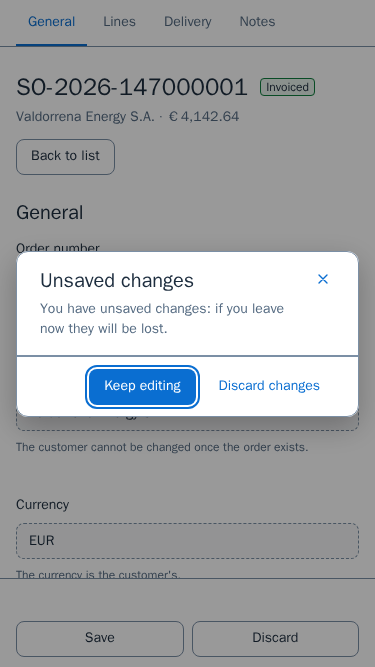 General Lines Delivery Notes
SO-2026-147000001 Invoiced
Valdorrena Energy S.A. · € 4,142.64
Back to list
General
Order number
Unsaved changes
You have unsaved changes: if you leave
now they will be lost.
Keep editing Discard changes
The customer cannot be changed once the order exists.
Currency
EUR
The currency is the customer's.
Save Discard